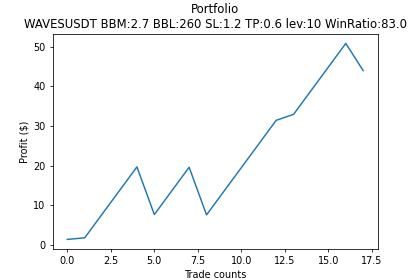 Portfolio
WAVESUSDT BBM:2.7 BBL:260 SL:1.2 TP:0.6 lev:10 WinRatio:83.0
Profit ($)
50
40
30
20
10
0
0.0 2.5 5.0 7.5 10.0 12.5 15.0 17.5
Trade counts